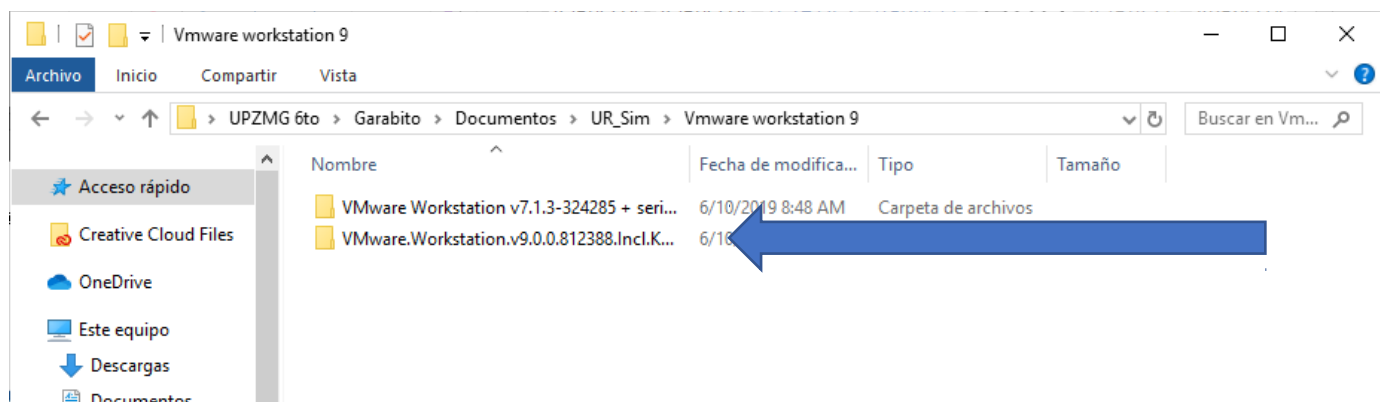 Vmware workstation 9
Archivo Inicio Compartir Vista
UPZMG 6to > Garabito > Documentos > UR_Sim > Vmware workstation 9
Buscar en Vm...
Nombre Fecha de modifica... Tipo Tamaño
Acceso rápido
VMware Workstation v7.1.3-324285 + seri... 6/10/2019 8:48 AM Carpeta de archivos
Creative Cloud Files
VMware.Workstation.v9.0.0.812388.Incl.K... 6/10
OneDrive
Este equipo
Descargas
Documentos